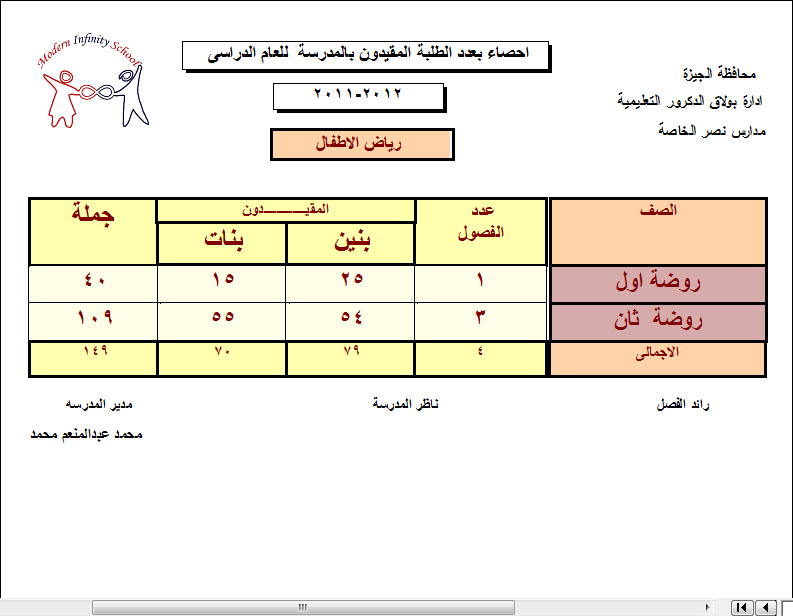 Modern Infinity School
احصاء بعدد الطلبة المقيدون بالمدرسة للعام الدراسى
٢٠١١-٢٠١٢
رياض الاطفال
محافظة الجيزة
ادارة بولاق الدكرور التعليمية
مدارس نصر الخاصة
الصف عدد الفصول المقيـــــــدون جملة
بنين بنات
روضة اول ١ ٢٥ ١٥ ٤٠
روضة ثان ٣ ٥٤ ٥٥ ١٠٩
الاجمالى ٤ ٧٩ ٧٠ ١٤٩
رائد الفصل ناظر المدرسة مدير المدرسه
محمد عبدالمنعم محمد